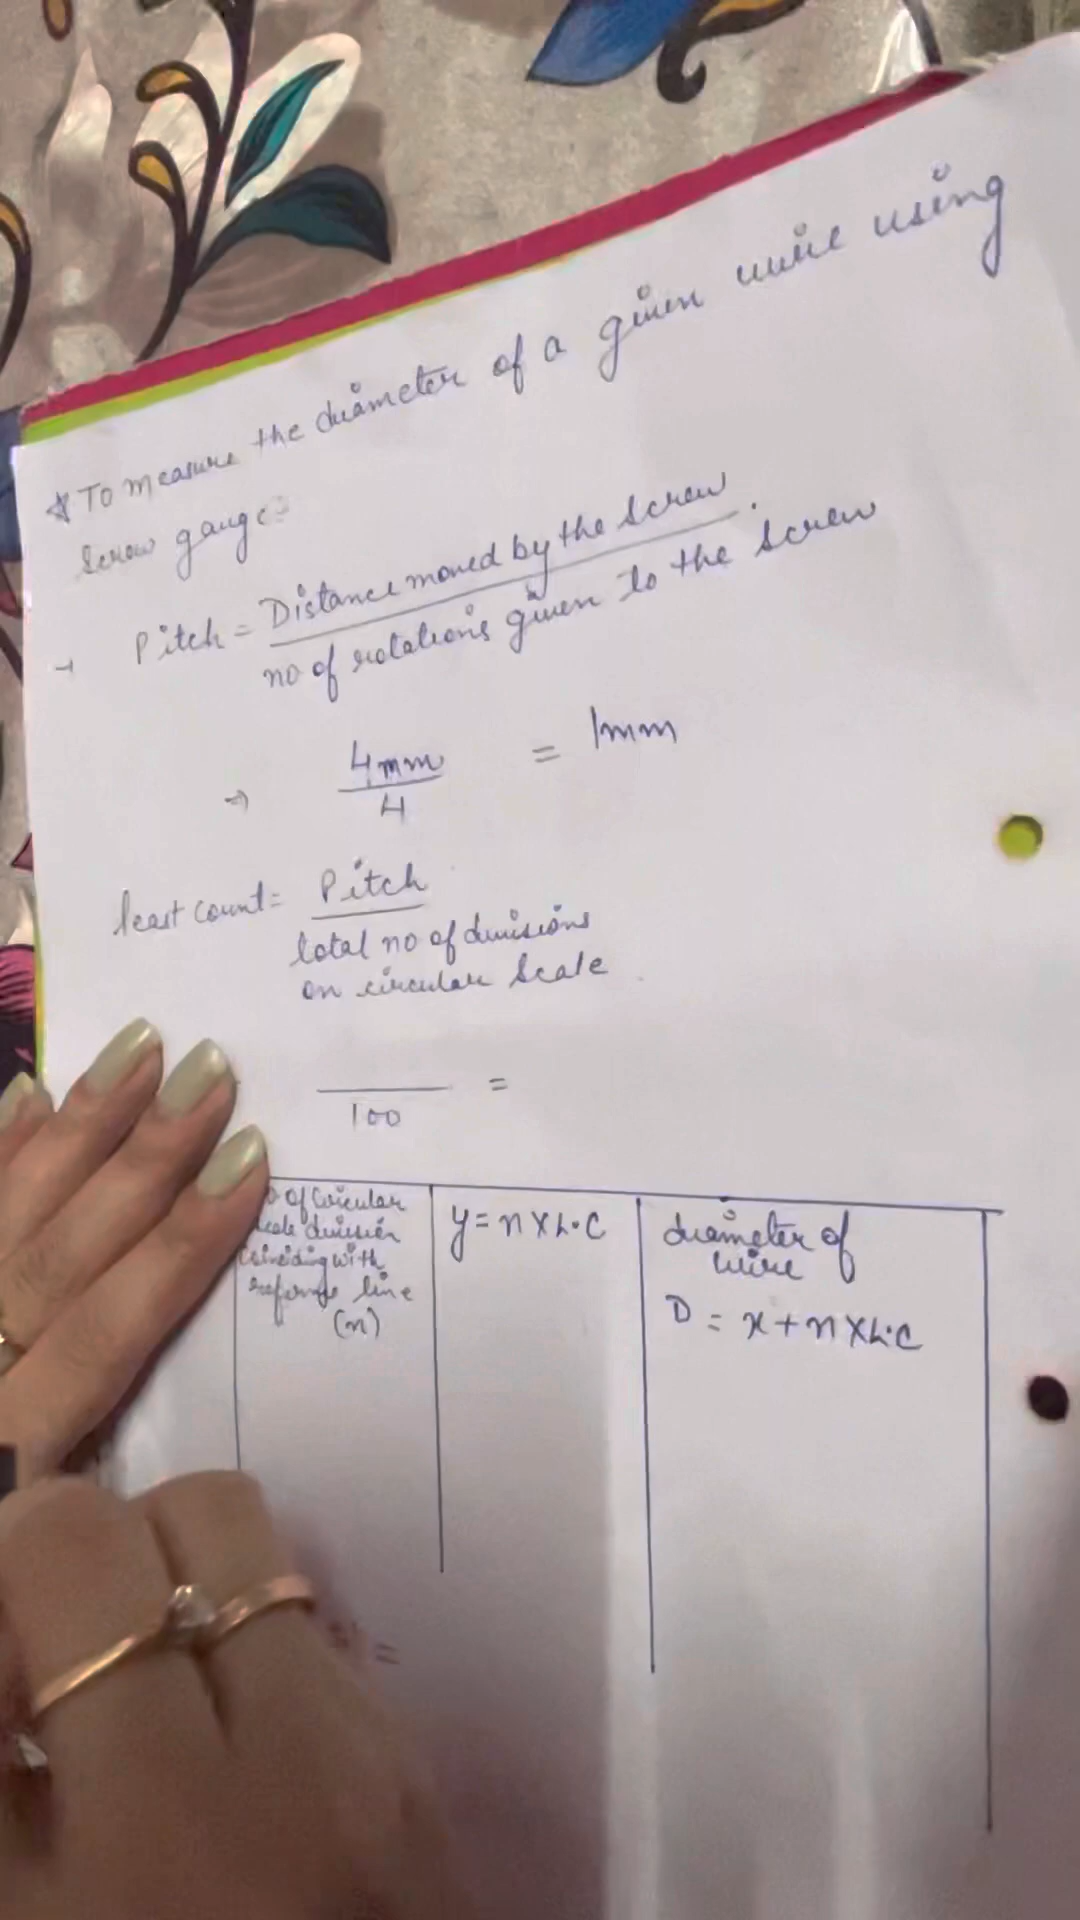 * To measure the diameter of a given wire using
Screw gauge:-
→ Pitch = Distance moved by the screw
no of rotations given to the screw
→ 4mm = 1mm
4
least count = Pitch
total no of divisions
on circular scale
=
100
of Circular
scale division
Coinciding with
line
(n)
y = n x L.C
diameter of
wire
D = x + n x L.C
=